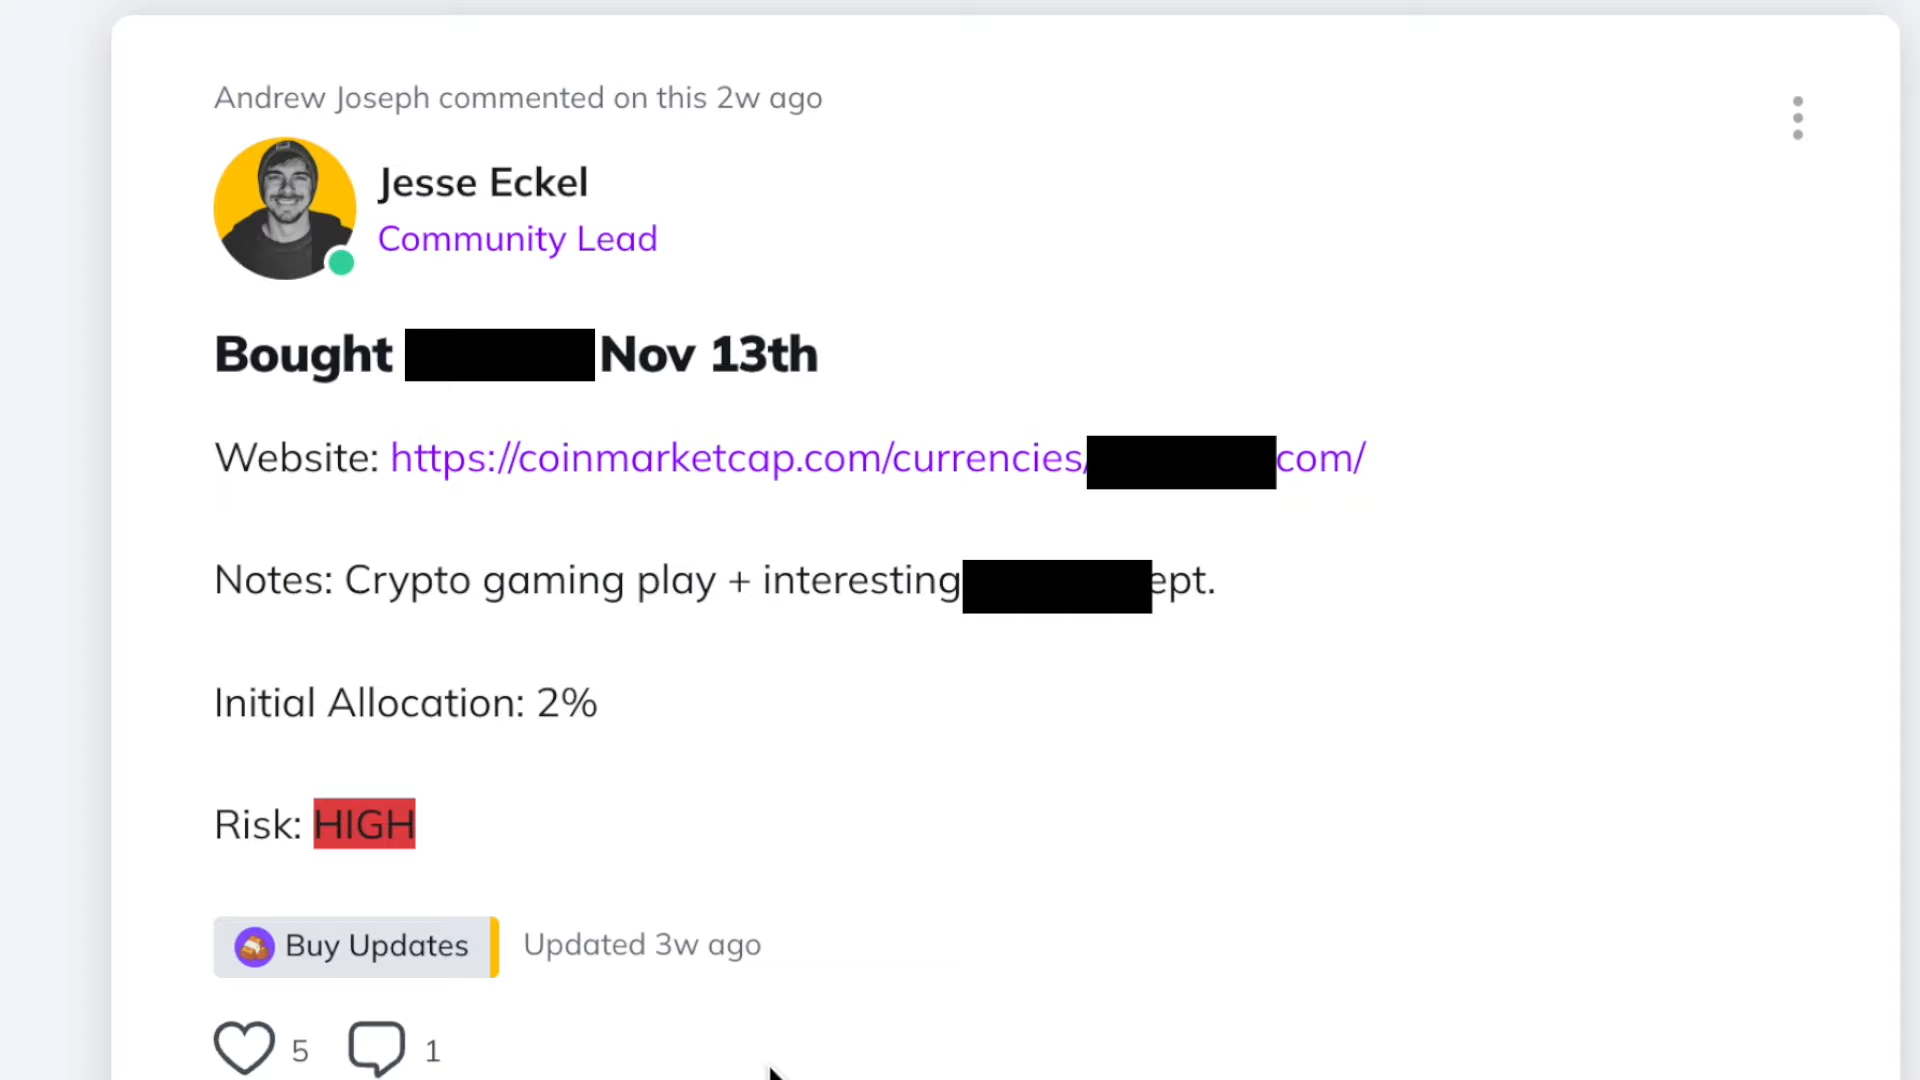 Andrew Joseph commented on this 2w ago
Jesse Eckel
Community Lead
Bought Nov 13th
Website: https://coinmarketcap.com/currencies/ com/
Notes: Crypto gaming play + interesting ept.
Initial Allocation: 2%
Risk: HIGH
Buy Updates Updated 3w ago
5 1